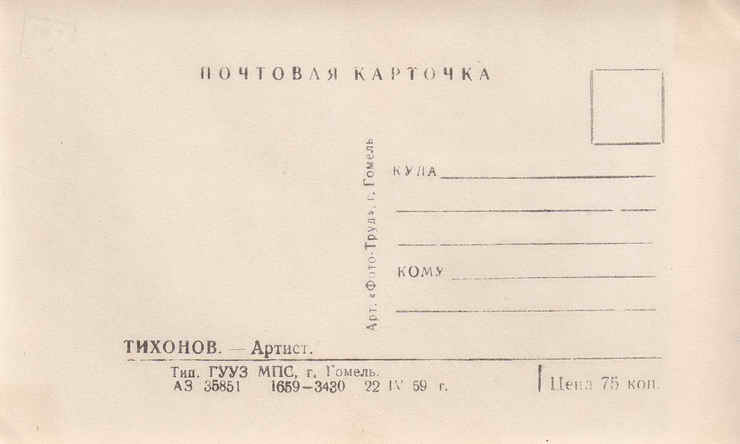 ПОЧТОВАЯ КАРТОЧКА
КУДА
КОМУ
Арт. «Фото-Труд», г. Гомель
ТИХОНОВ. — Артист.
Тип. ГУУЗ МПС, г. Гомель.
АЗ 35851 1659—3430 22 IV 59 г.
Цена 75 коп.